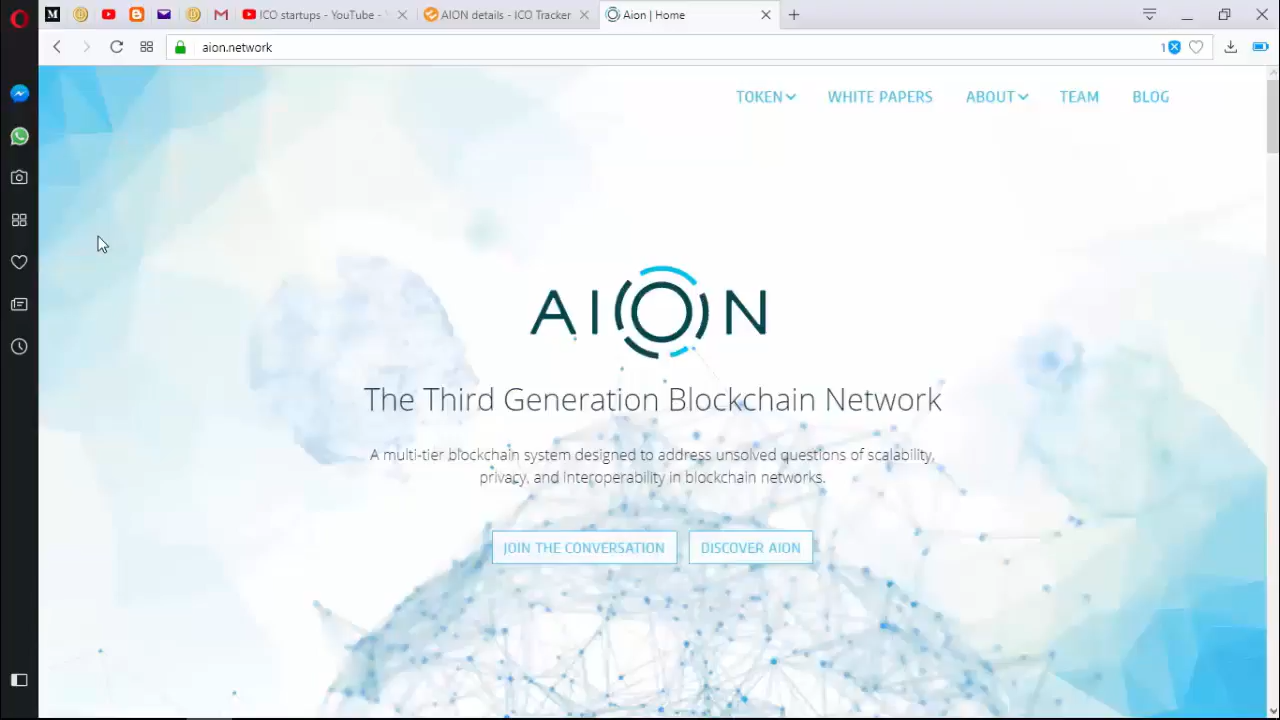 ICO startups - YouTube -
AION details - ICO Tracker
Aion | Home
aion.network
1
TOKEN
WHITE PAPERS
ABOUT
TEAM
BLOG
AION
The Third Generation Blockchain Network
A multi-tier blockchain system designed to address unsolved questions of scalability,
privacy, and interoperability in blockchain networks.
JOIN THE CONVERSATION
DISCOVER AION